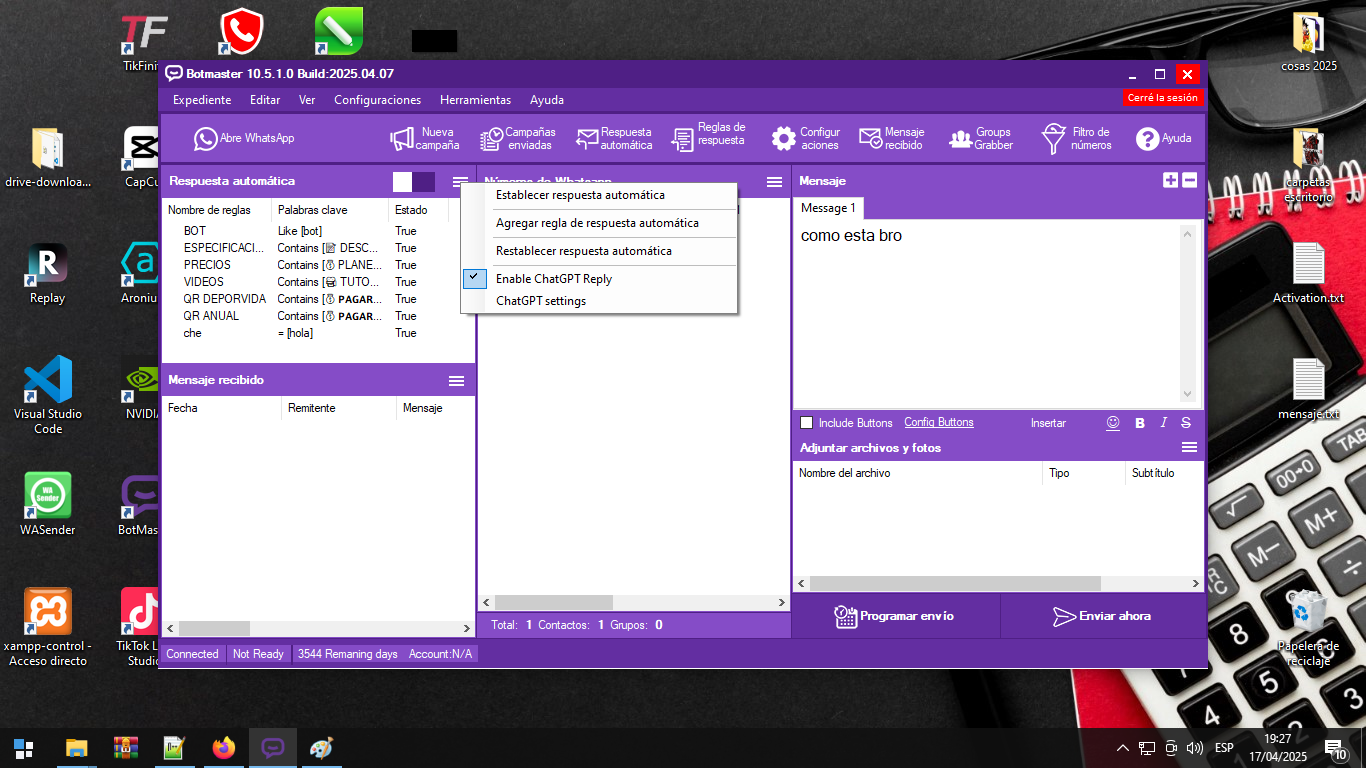 TikFini
cosas 2025
Botmaster 10.5.1.0 Build:2025.04.07
Expediente Editar Ver Configuraciones Herramientas Ayuda
Cerré la sesión
Abre WhatsApp
Nueva campaña
Campañas enviadas
Respuesta automática
Reglas de respuesta
Configur aciones
Mensaje recibido
Groups Grabber
Filtro de números
Ayuda
drive-downloa...
CapCu
carpetas escritorio
Respuesta automática
Nombre de reglas Palabras clave Estado
BOT Like [bot] True
ESPECIFICACI... Contains [ DESC... True
PRECIOS Contains [ PLANE... True
VIDEOS Contains [ TUTO... True
QR DEPORVIDA Contains [ PAGAR... True
QR ANUAL Contains [ PAGAR... True
che = [hola] True
Establecer respuesta automática
Agregar regla de respuesta automática
Restablecer respuesta automática
Enable ChatGPT Reply
ChatGPT settings
Mensaje
Message 1
como esta bro
Replay
Aroniu
Activation.txt
Mensaje recibido
Fecha Remitente Mensaje
Visual Studio Code
NVIDIA
mensaje.txt
Include Buttons Config Buttons Insertar B I S
Adjuntar archivos y fotos
Nombre del archivo Tipo Subtítulo
WA Sender
WASender
BotMas
Total: 1 Contactos: 1 Grupos: 0
Programar envío
Enviar ahora
xampp-control - Acceso directo
TikTok L Studi
Papelera de reciclaje
Connected Not Ready 3544 Remaning days Account:N/A
ESP
19:27
17/04/2025
10